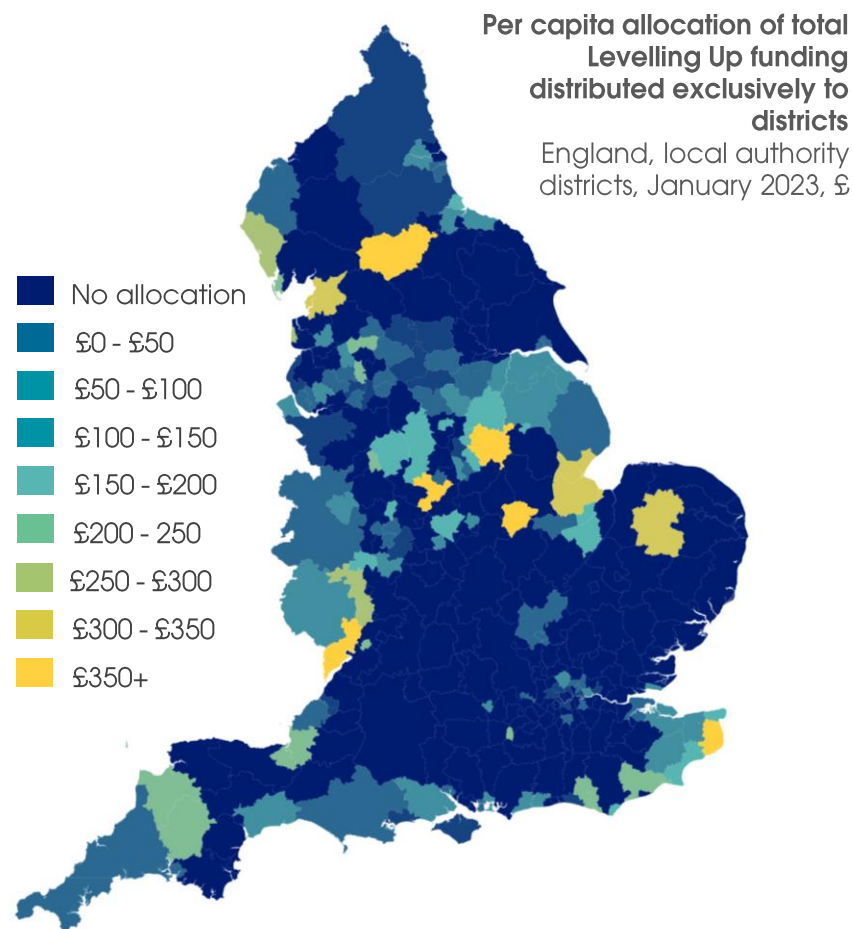 Per capita allocation of total
Levelling Up funding
distributed exclusively to
districts
England, local authority
districts, January 2023, £
No allocation
£0 - £50
£50 - £100
£100 - £150
£150 - £200
£200 - 250
£250 - £300
£300 - £350
£350+